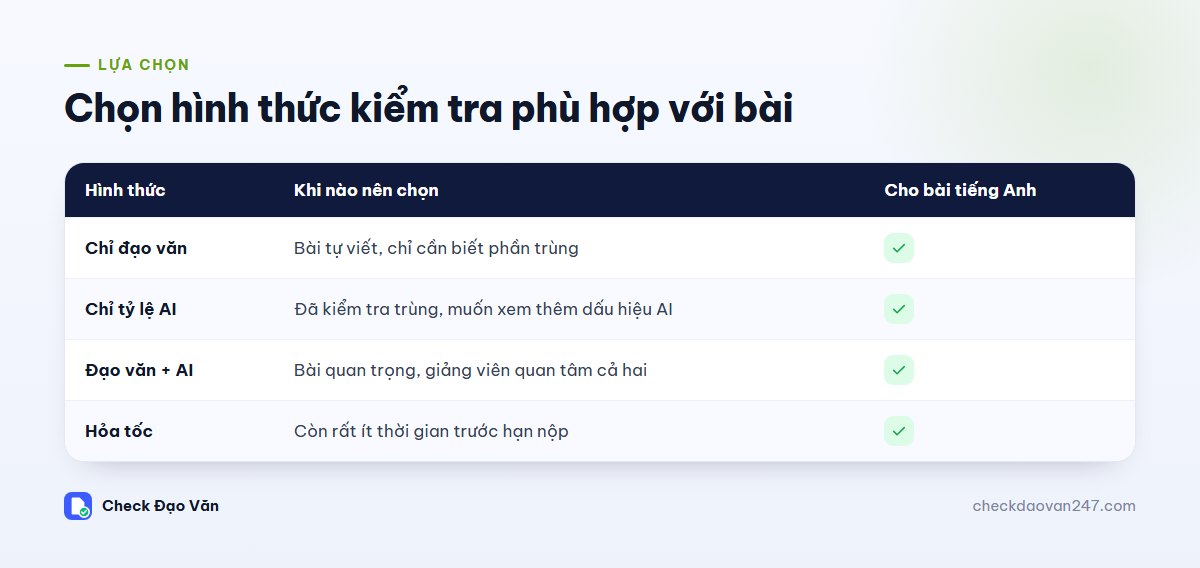 LỰA CHỌN
Chọn hình thức kiểm tra phù hợp với bài
Hình thức Khi nào nên chọn Cho bài tiếng Anh
Chỉ đạo văn Bài tự viết, chỉ cần biết phần trùng
Chỉ tỷ lệ AI Đã kiểm tra trùng, muốn xem thêm dấu hiệu AI
Đạo văn + AI Bài quan trọng, giảng viên quan tâm cả hai
Hỏa tốc Còn rất ít thời gian trước hạn nộp
Check Đạo Văn checkdaovan247.com